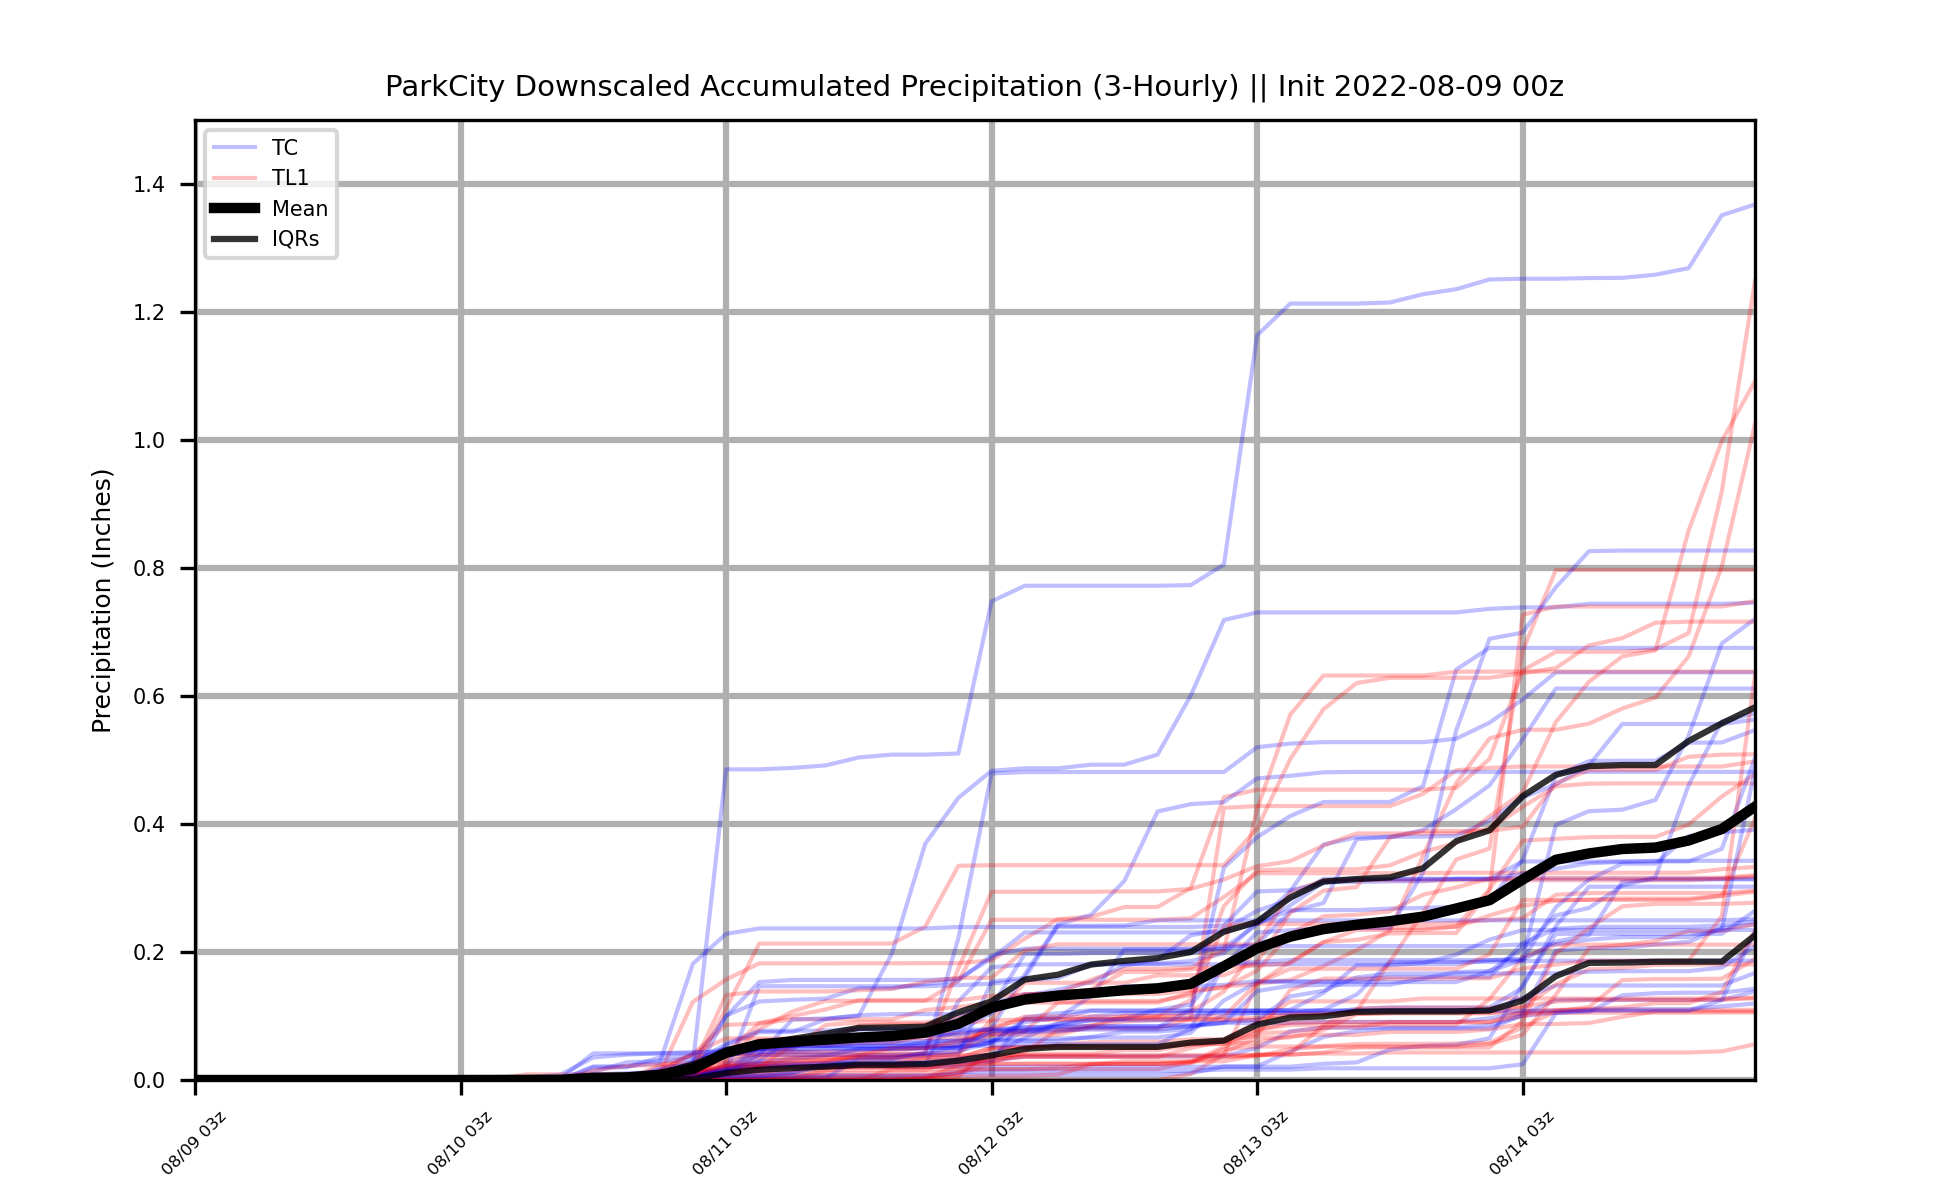 ParkCity Downscaled Accumulated Precipitation (3-Hourly) || Init 2022-08-09 00z
TC
TL1
Mean
IQRs
Precipitation (Inches)
1.4
1.2
1.0
0.8
0.6
0.4
0.2
0.0
08/09 03z
08/10 03z
08/11 03z
08/12 03z
08/13 03z
08/14 03z